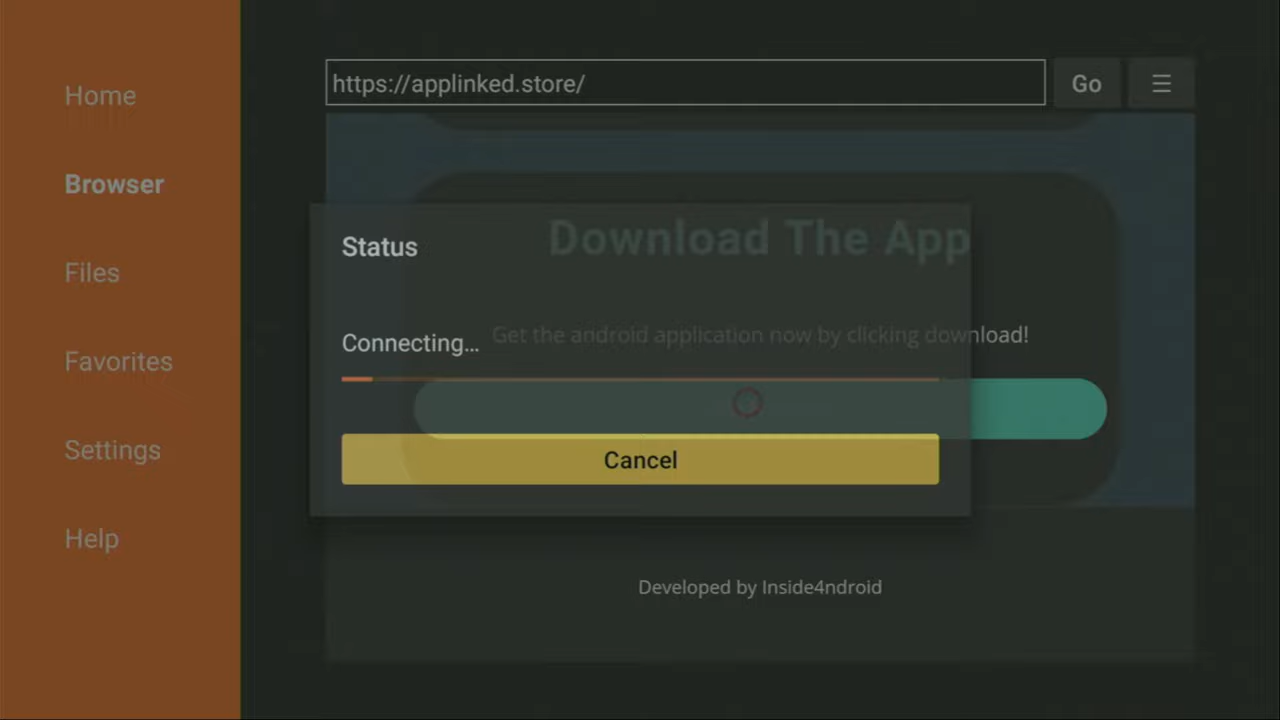 Home
Browser
Files
Favorites
Settings
Help
https://applinked.store/
Go
Download The App
Status
Get the android application now by clicking download!
Connecting...
Cancel
Developed by Inside4ndroid